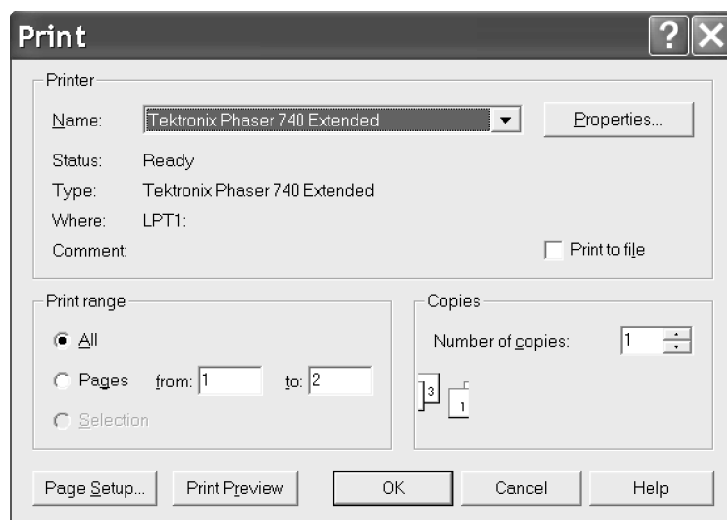 Print
Printer
Name: Tektronix Phaser 740 Extended Properties...
Status: Ready
Type: Tektronix Phaser 740 Extended
Where: LPT1:
Comment: Print to file
Print range
All
Pages from: 1 to: 2
Selection
Copies
Number of copies: 1
3 1
Page Setup... Print Preview OK Cancel Help